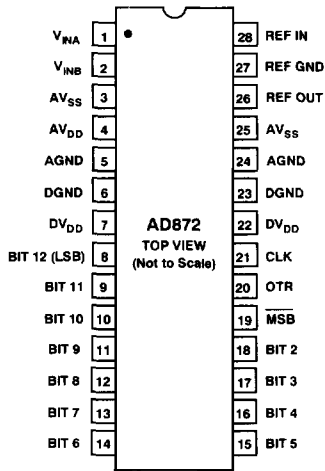 VINA 1 28 REF IN
VINB 2 27 REF GND
AVSS 3 26 REF OUT
AVDD 4 25 AVSS
AGND 5 24 AGND
DGND 6 23 DGND
DVDD 7 22 DVDD
AD872
TOP VIEW
(Not to Scale)
BIT 12 (LSB) 8 21 CLK
BIT 11 9 20 OTR
BIT 10 10 19 M̅S̅B̅
BIT 9 11 18 BIT 2
BIT 8 12 17 BIT 3
BIT 7 13 16 BIT 4
BIT 6 14 15 BIT 5